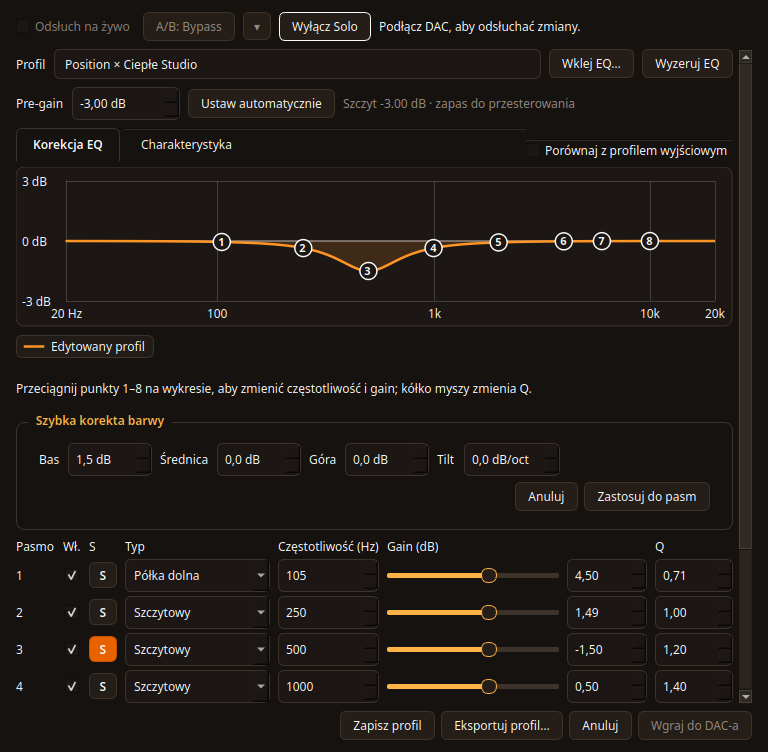 Odsłuch na żywo A/B: Bypass ▾ Wyłącz Solo Podłącz DAC, aby odsłuchać zmiany.
Profil Position × Ciepłe Studio Wklej EQ... Wyzeruj EQ
Pre-gain -3,00 dB Ustaw automatycznie Szczyt -3.00 dB · zapas do przesterowania
Korekcja EQ Charakterystyka Porównaj z profilem wyjściowym
3 dB
0 dB 1 2 3 4 5 6 7 8
-3 dB
20 Hz 100 1k 10k 20k
Edytowany profil
Przeciągnij punkty 1–8 na wykresie, aby zmienić częstotliwość i gain; kółko myszy zmienia Q.
Szybka korekta barwy
Bas 1,5 dB Średnica 0,0 dB Góra 0,0 dB Tilt 0,0 dB/oct
Anuluj Zastosuj do pasm
Pasmo Wł. S Typ Częstotliwość (Hz) Gain (dB) Q
1 ✓ S Półka dolna 105 4,50 0,71
2 ✓ S Szczytowy 250 1,49 1,00
3 ✓ S Szczytowy 500 -1,50 1,20
4 ✓ S Szczytowy 1000 0,50 1,40
Zapisz profil Eksportuj profil... Anuluj Wgraj do DAC-a